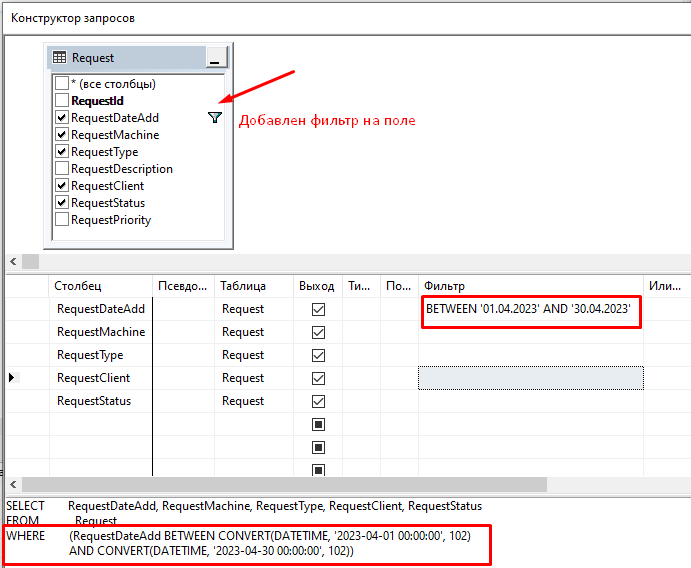 Конструктор запросов
Request
* (все столбцы)
RequestId
RequestDateAdd
Добавлен фильтр на поле
RequestMachine
RequestType
RequestDescription
RequestClient
RequestStatus
RequestPriority
Столбец Псевдо... Таблица Выход Ти... По... Фильтр Или...
RequestDateAdd Request BETWEEN '01.04.2023' AND '30.04.2023'
RequestMachine Request
RequestType Request
RequestClient Request
RequestStatus Request
SELECT RequestDateAdd, RequestMachine, RequestType, RequestClient, RequestStatus
FROM Request
WHERE (RequestDateAdd BETWEEN CONVERT(DATETIME, '2023-04-01 00:00:00', 102)
AND CONVERT(DATETIME, '2023-04-30 00:00:00', 102))